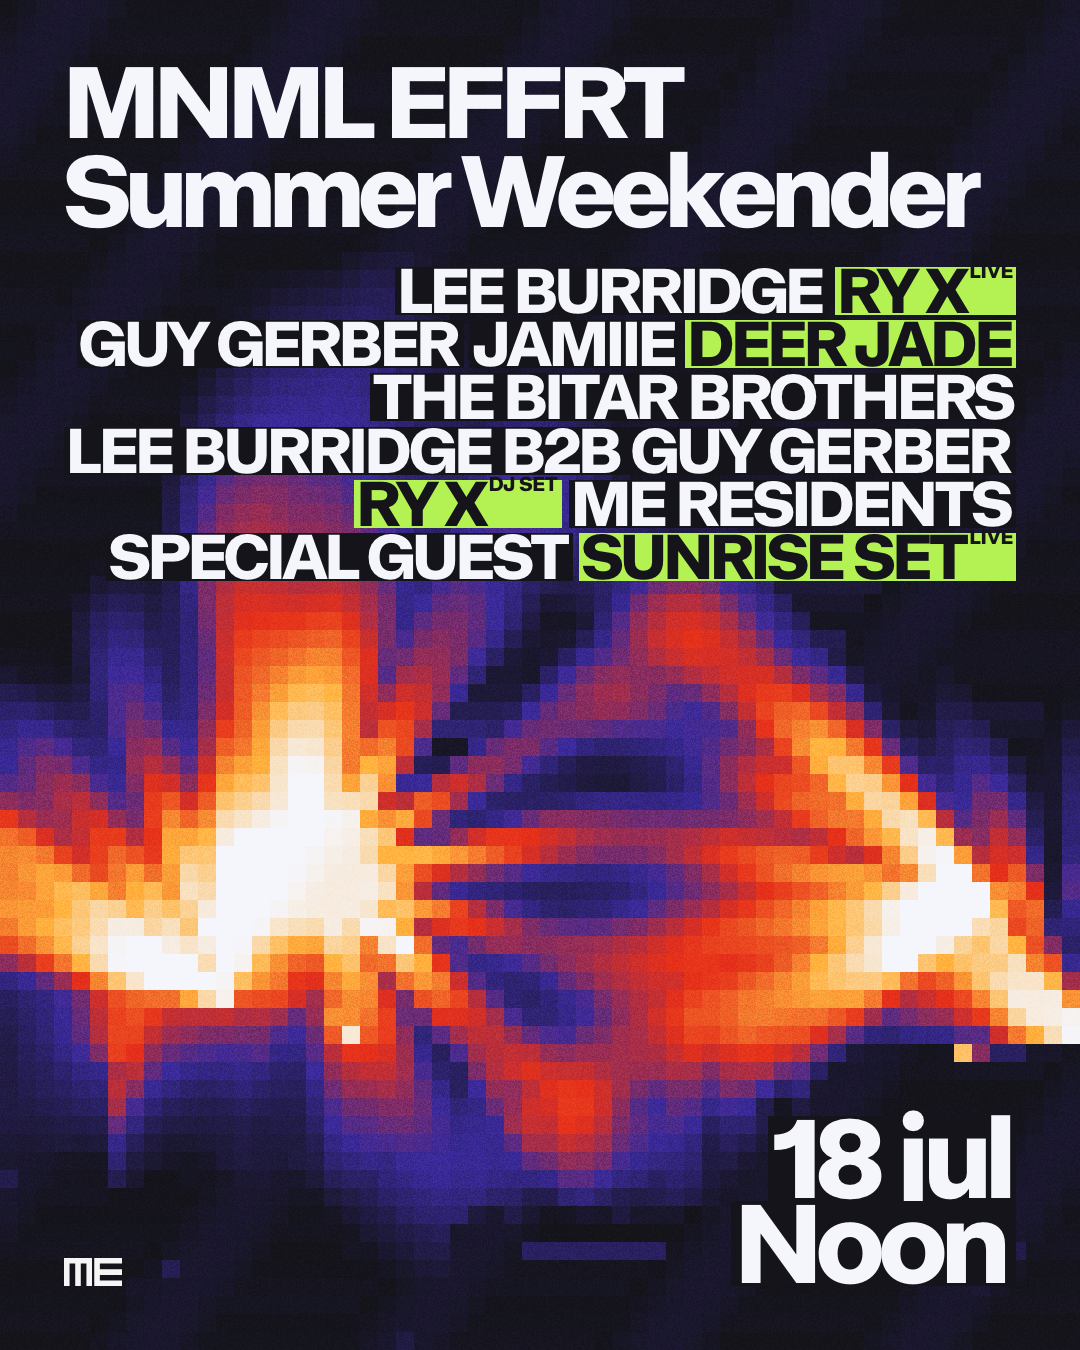 MNML EFFRT
Summer Weekender
LEE BURRIDGE RY X LIVE
GUY GERBER JAMIIE DEER JADE
THE BITAR BROTHERS
LEE BURRIDGE B2B GUY GERBER
RY X DJ SET ME RESIDENTS
SPECIAL GUEST SUNRISE SET LIVE
18 iul
Noon
ME